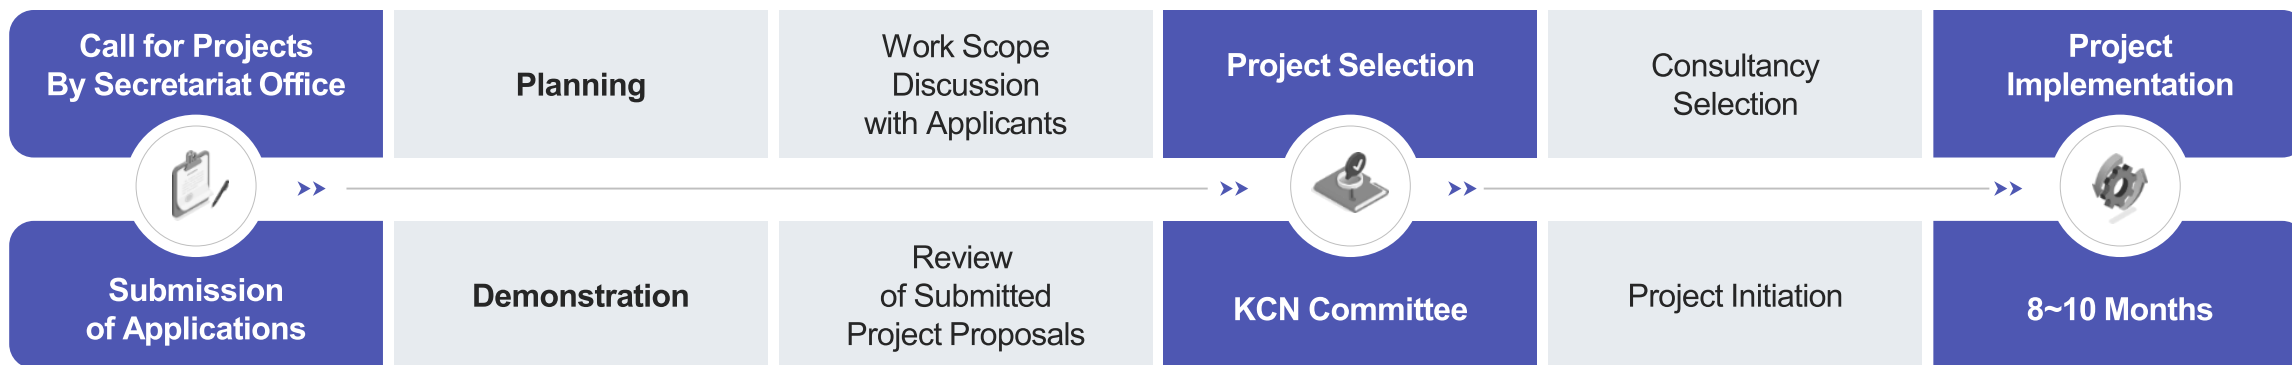 Call for Projects
By Secretariat Office
Planning
Work Scope
Discussion
with Applicants
Project Selection
Consultancy
Selection
Project
Implementation
Submission
of Applications
Demonstration
Review
of Submitted
Project Proposals
KCN Committee
Project Initiation
8~10 Months